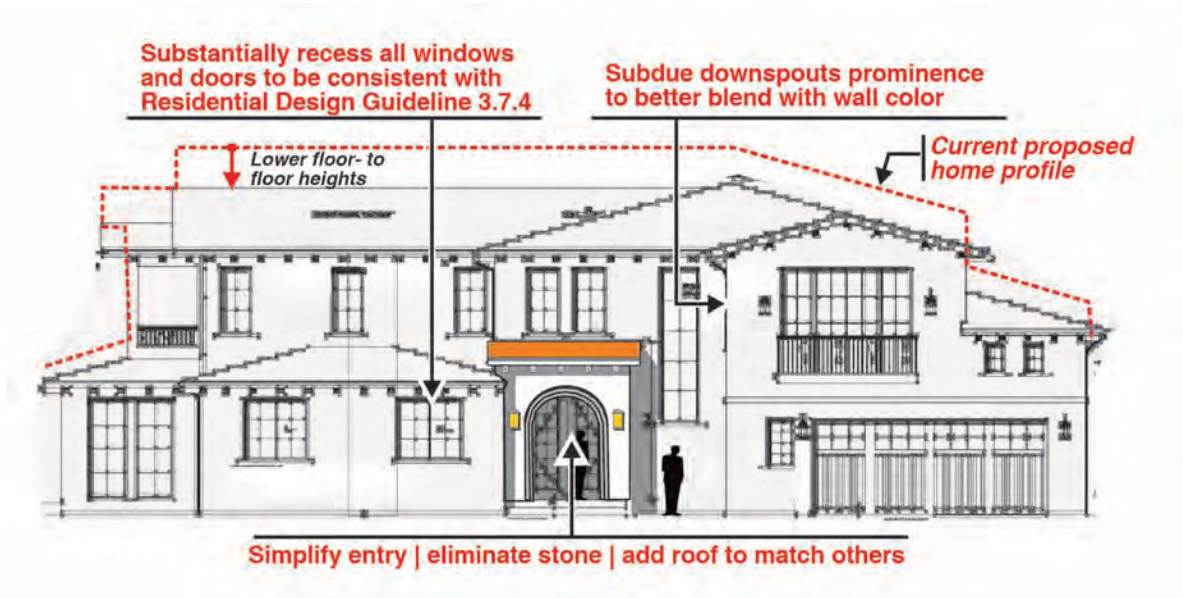 Substantially recess all windows
and doors to be consistent with
Residential Design Guideline 3.7.4
Subdue downspouts prominence
to better blend with wall color
Lower floor- to
floor heights
Current proposed
home profile
Simplify entry | eliminate stone | add roof to match others